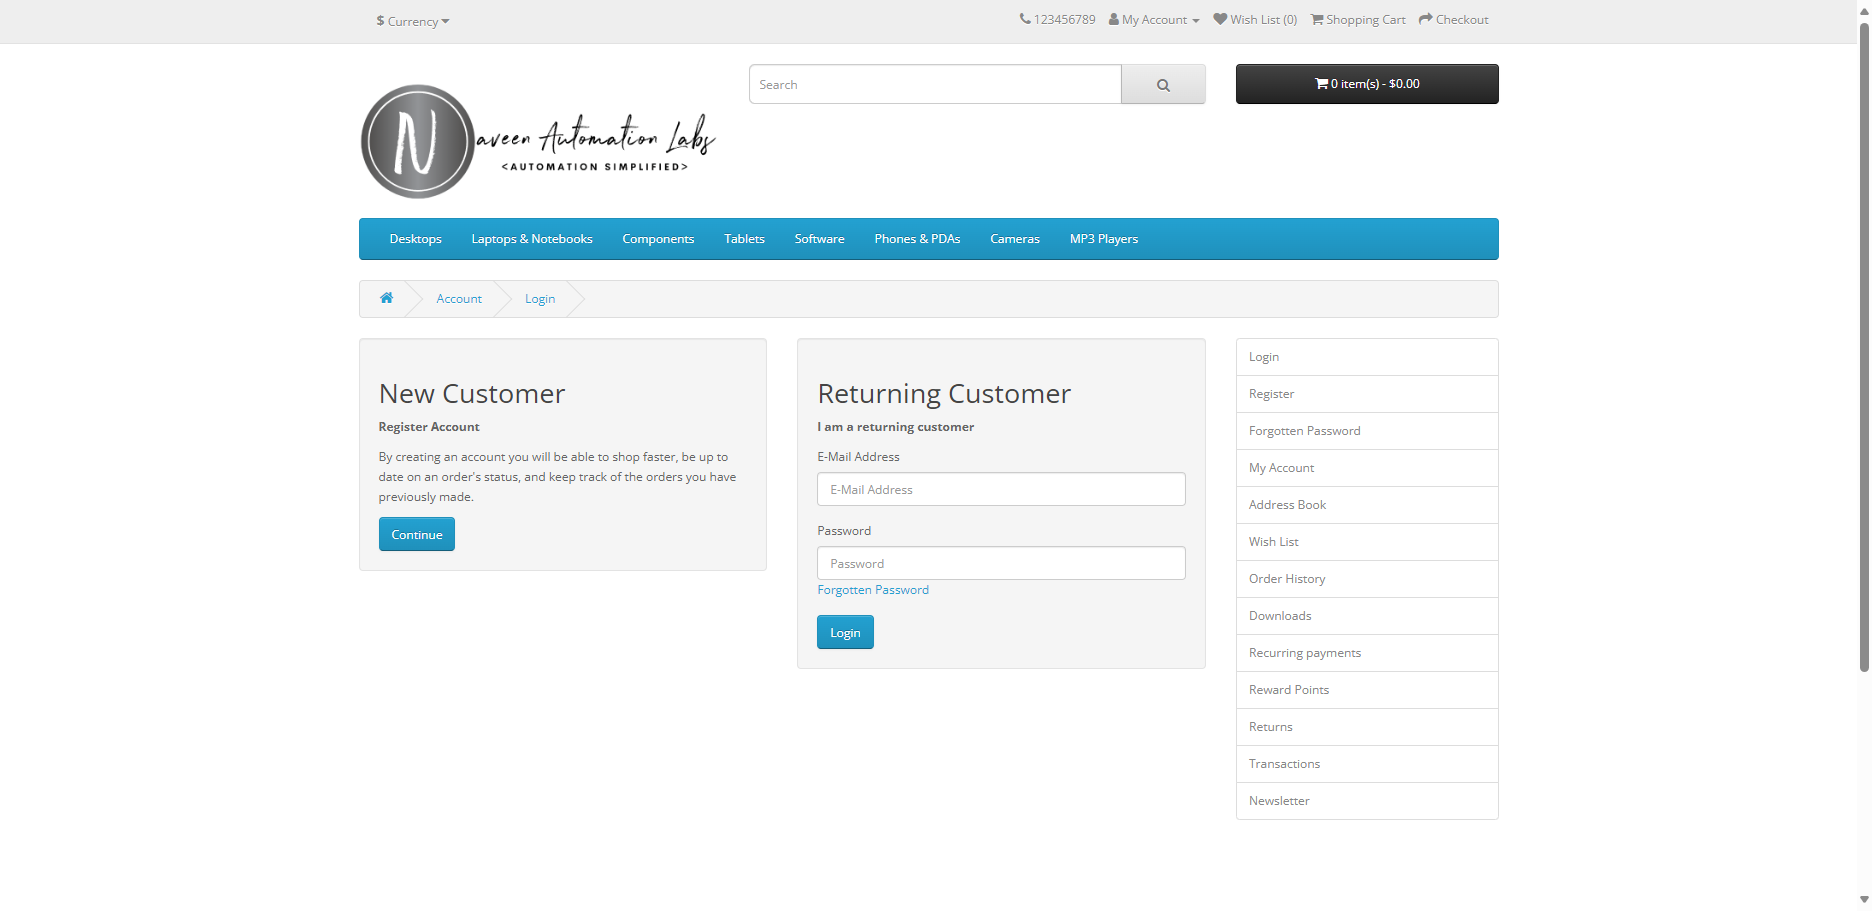 $ Currency
123456789 My Account Wish List (0) Shopping Cart Checkout
Search
0 item(s) - $0.00
Naveen Automation Labs
<AUTOMATION SIMPLIFIED>
Desktops Laptops & Notebooks Components Tablets Software Phones & PDAs Cameras MP3 Players
Account Login
New Customer
Register Account
By creating an account you will be able to shop faster, be up to
date on an order's status, and keep track of the orders you have
previously made.
Continue
Returning Customer
I am a returning customer
E-Mail Address
E-Mail Address
Password
Password
Forgotten Password
Login
Login
Register
Forgotten Password
My Account
Address Book
Wish List
Order History
Downloads
Recurring payments
Reward Points
Returns
Transactions
Newsletter